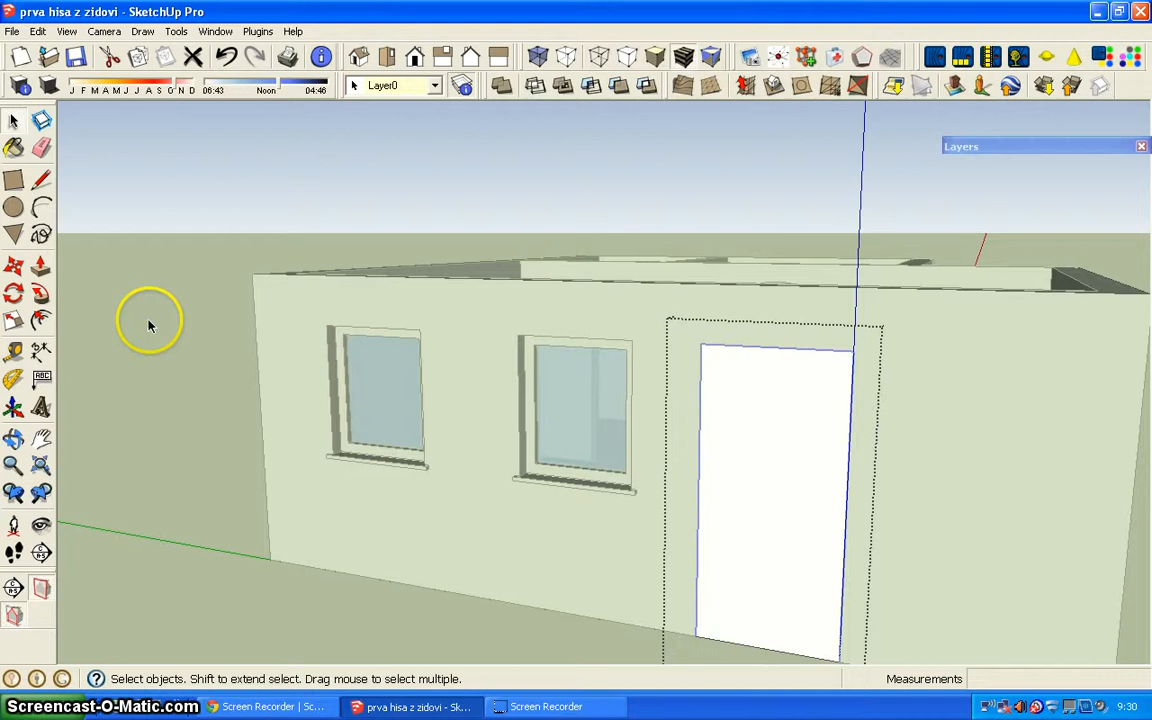 prva hisa z zidovi - SketchUp Pro
File Edit View Camera Draw Tools Window Plugins Help
J F M A M J J A S O N D 06:43 Noon 04:46 Layer0
Layers
ABC
Select objects. Shift to extend select. Drag mouse to select multiple. Measurements
Screencast-O-Matic.com Screen Recorder | Sc... prva hisa z zidovi - Sk... Screen Recorder 9:30